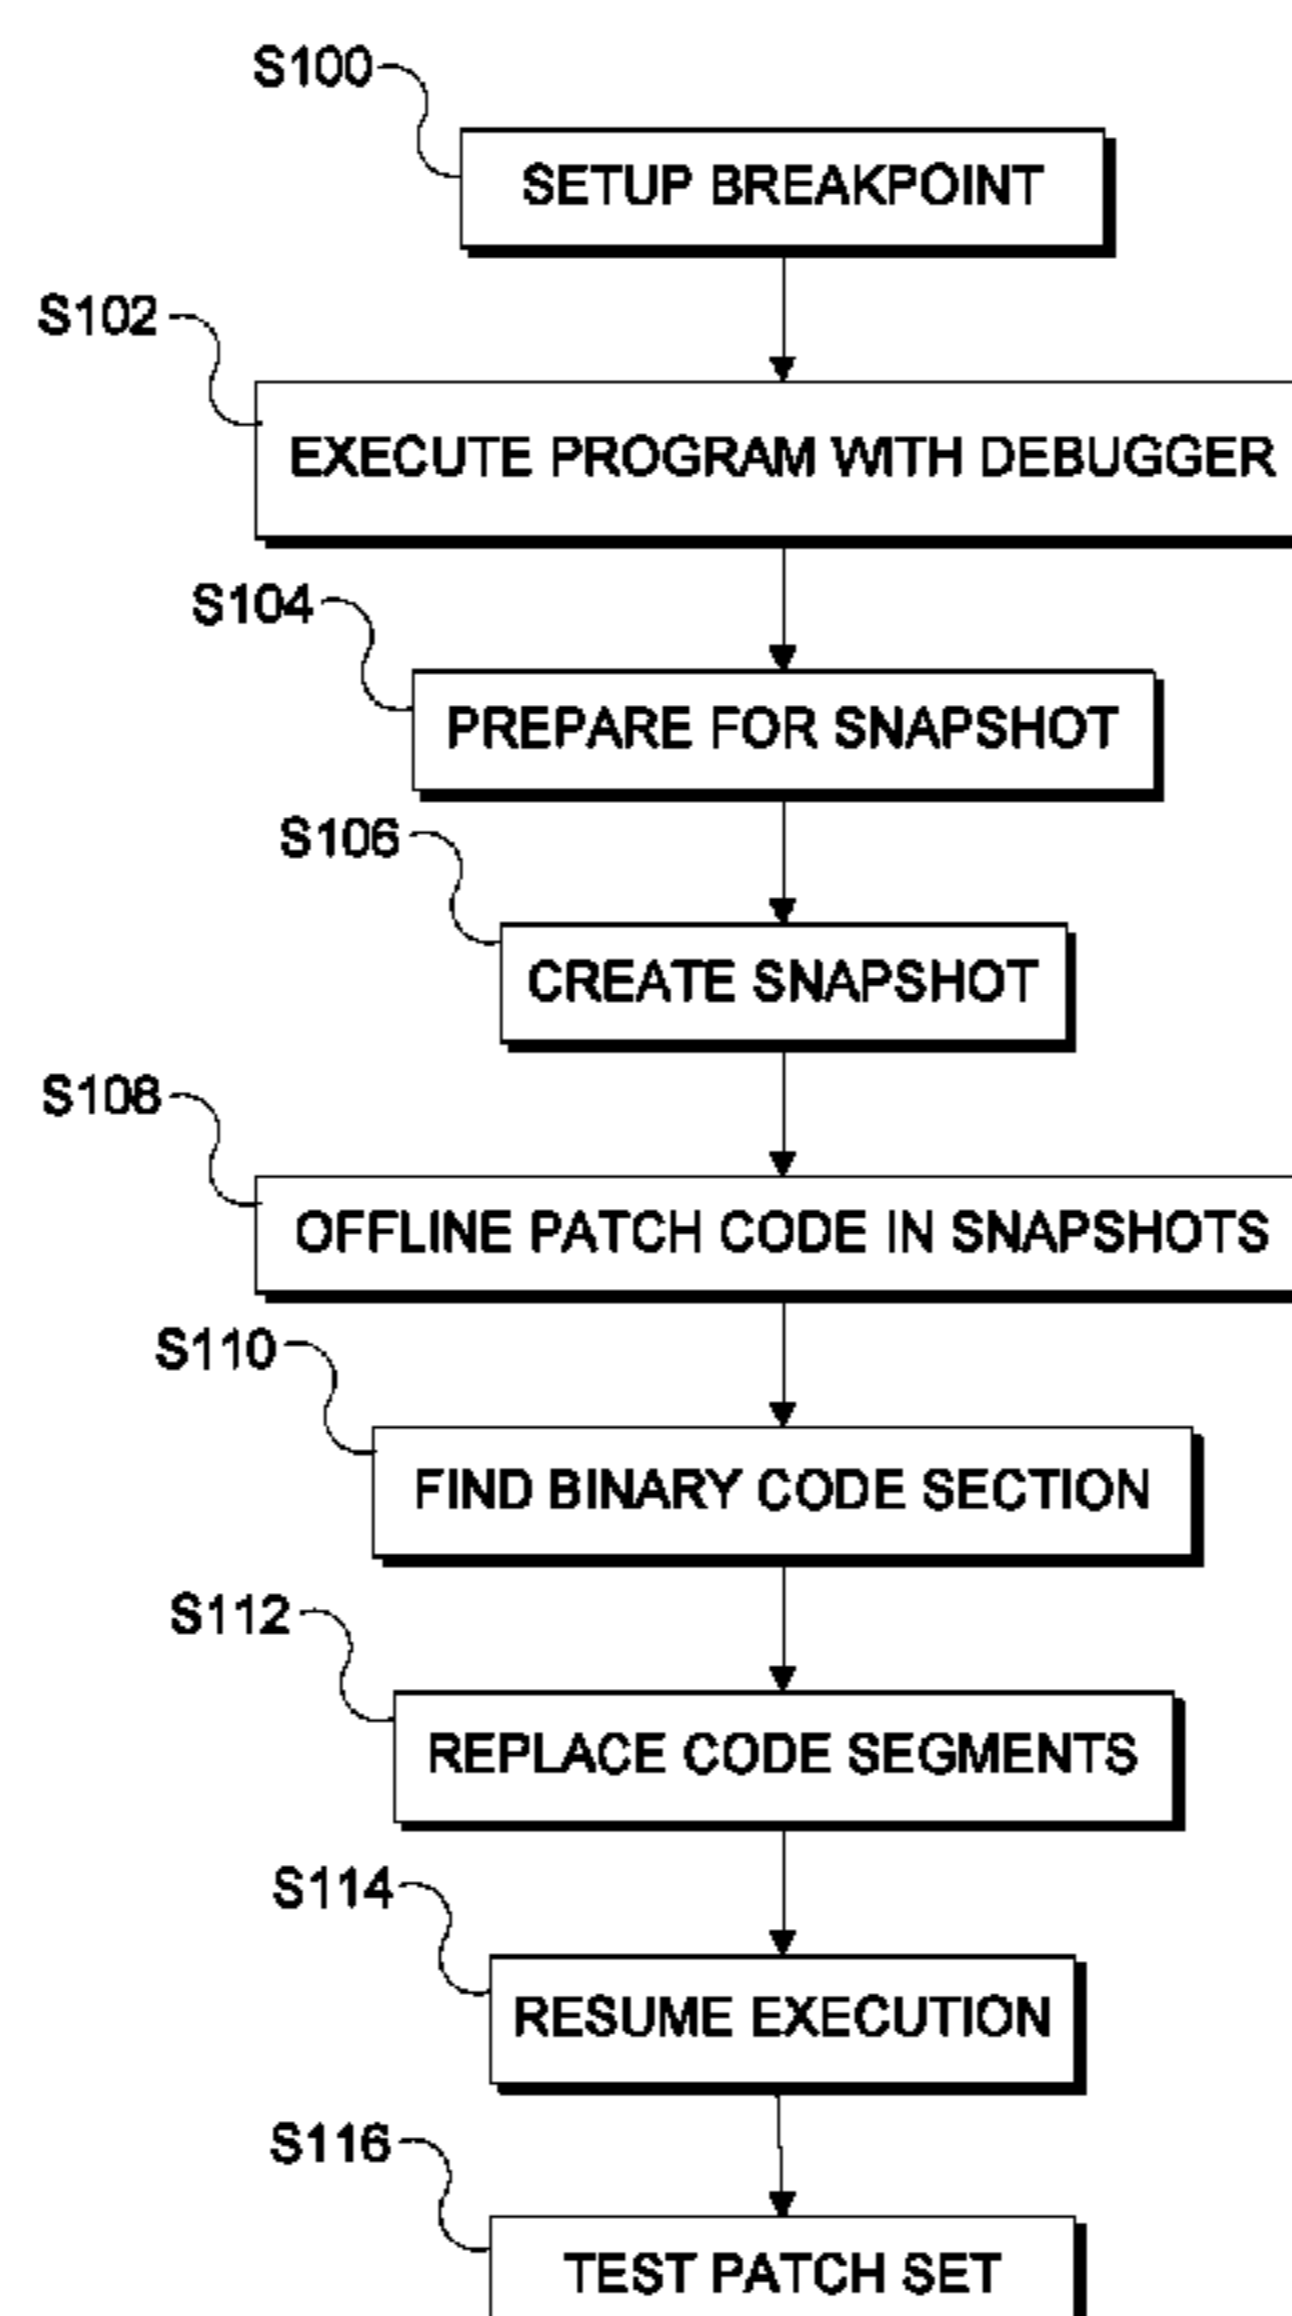 S100
SETUP BREAKPOINT
S102
EXECUTE PROGRAM WITH DEBUGGER
S104
PREPARE FOR SNAPSHOT
S106
CREATE SNAPSHOT
S108
OFFLINE PATCH CODE IN SNAPSHOTS
S110
FIND BINARY CODE SECTION
S112
REPLACE CODE SEGMENTS
S114
RESUME EXECUTION
S116
TEST PATCH SET